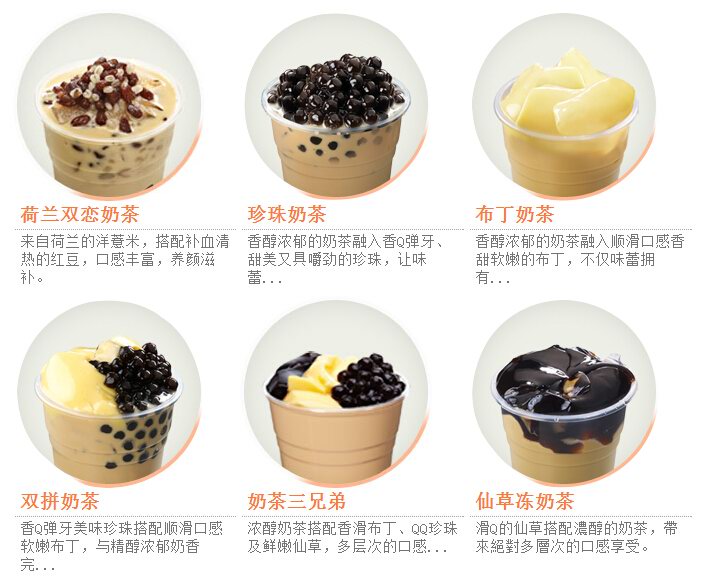 荷兰双恋奶茶
来自荷兰的洋薏米，搭配补血清
热的红豆，口感丰富，养颜滋
补。
珍珠奶茶
香醇浓郁的奶茶融入香Q弹牙、
甜美又具嚼劲的珍珠，让味
蕾...
布丁奶茶
香醇浓郁的奶茶融入顺滑口感香
甜软嫩的布丁，不仅味蕾拥
有...
双拼奶茶
香Q弹牙美味珍珠搭配顺滑口感
软嫩布丁，与精醇浓郁奶香
完...
奶茶三兄弟
浓醇奶茶搭配香滑布丁、QQ珍珠
及鲜嫩仙草，多层次的口感...
仙草冻奶茶
滑Q的仙草搭配濃醇的奶茶，帶
來絕對多層次的口感享受。